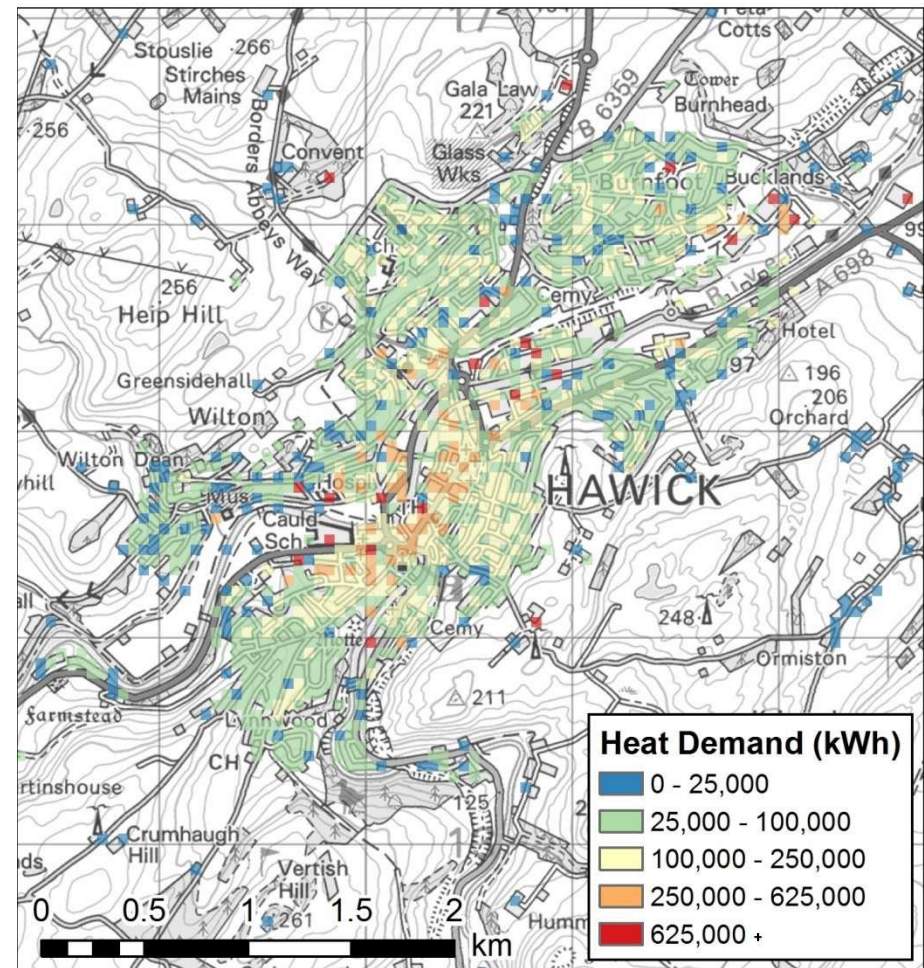 Stouslie
266
Stirches
Mains
Cotts
Gala Law
221
Tower
Burnhead
B 6359
256
Borders Abbeys Way
Convent
Glass
Wks
Burnfoot
Bucklands
Sch
256
Heip Hill
Cemy
A 698
Hotel
97
196
206
Orchard
Greensidehall
Wilton
Wilton Dean
Mus
Hospl
HAWICK
TH
Cauld
Sch
248
Cemy
Ormiston
211
Farmstead
Lynnwood
CH
125
Crumhaugh
Hill
Vertish
Hill
261
Heat Demand (kWh)
0 - 25,000
25,000 - 100,000
100,000 - 250,000
250,000 - 625,000
625,000 +
0 0.5 1 1.5 2
km